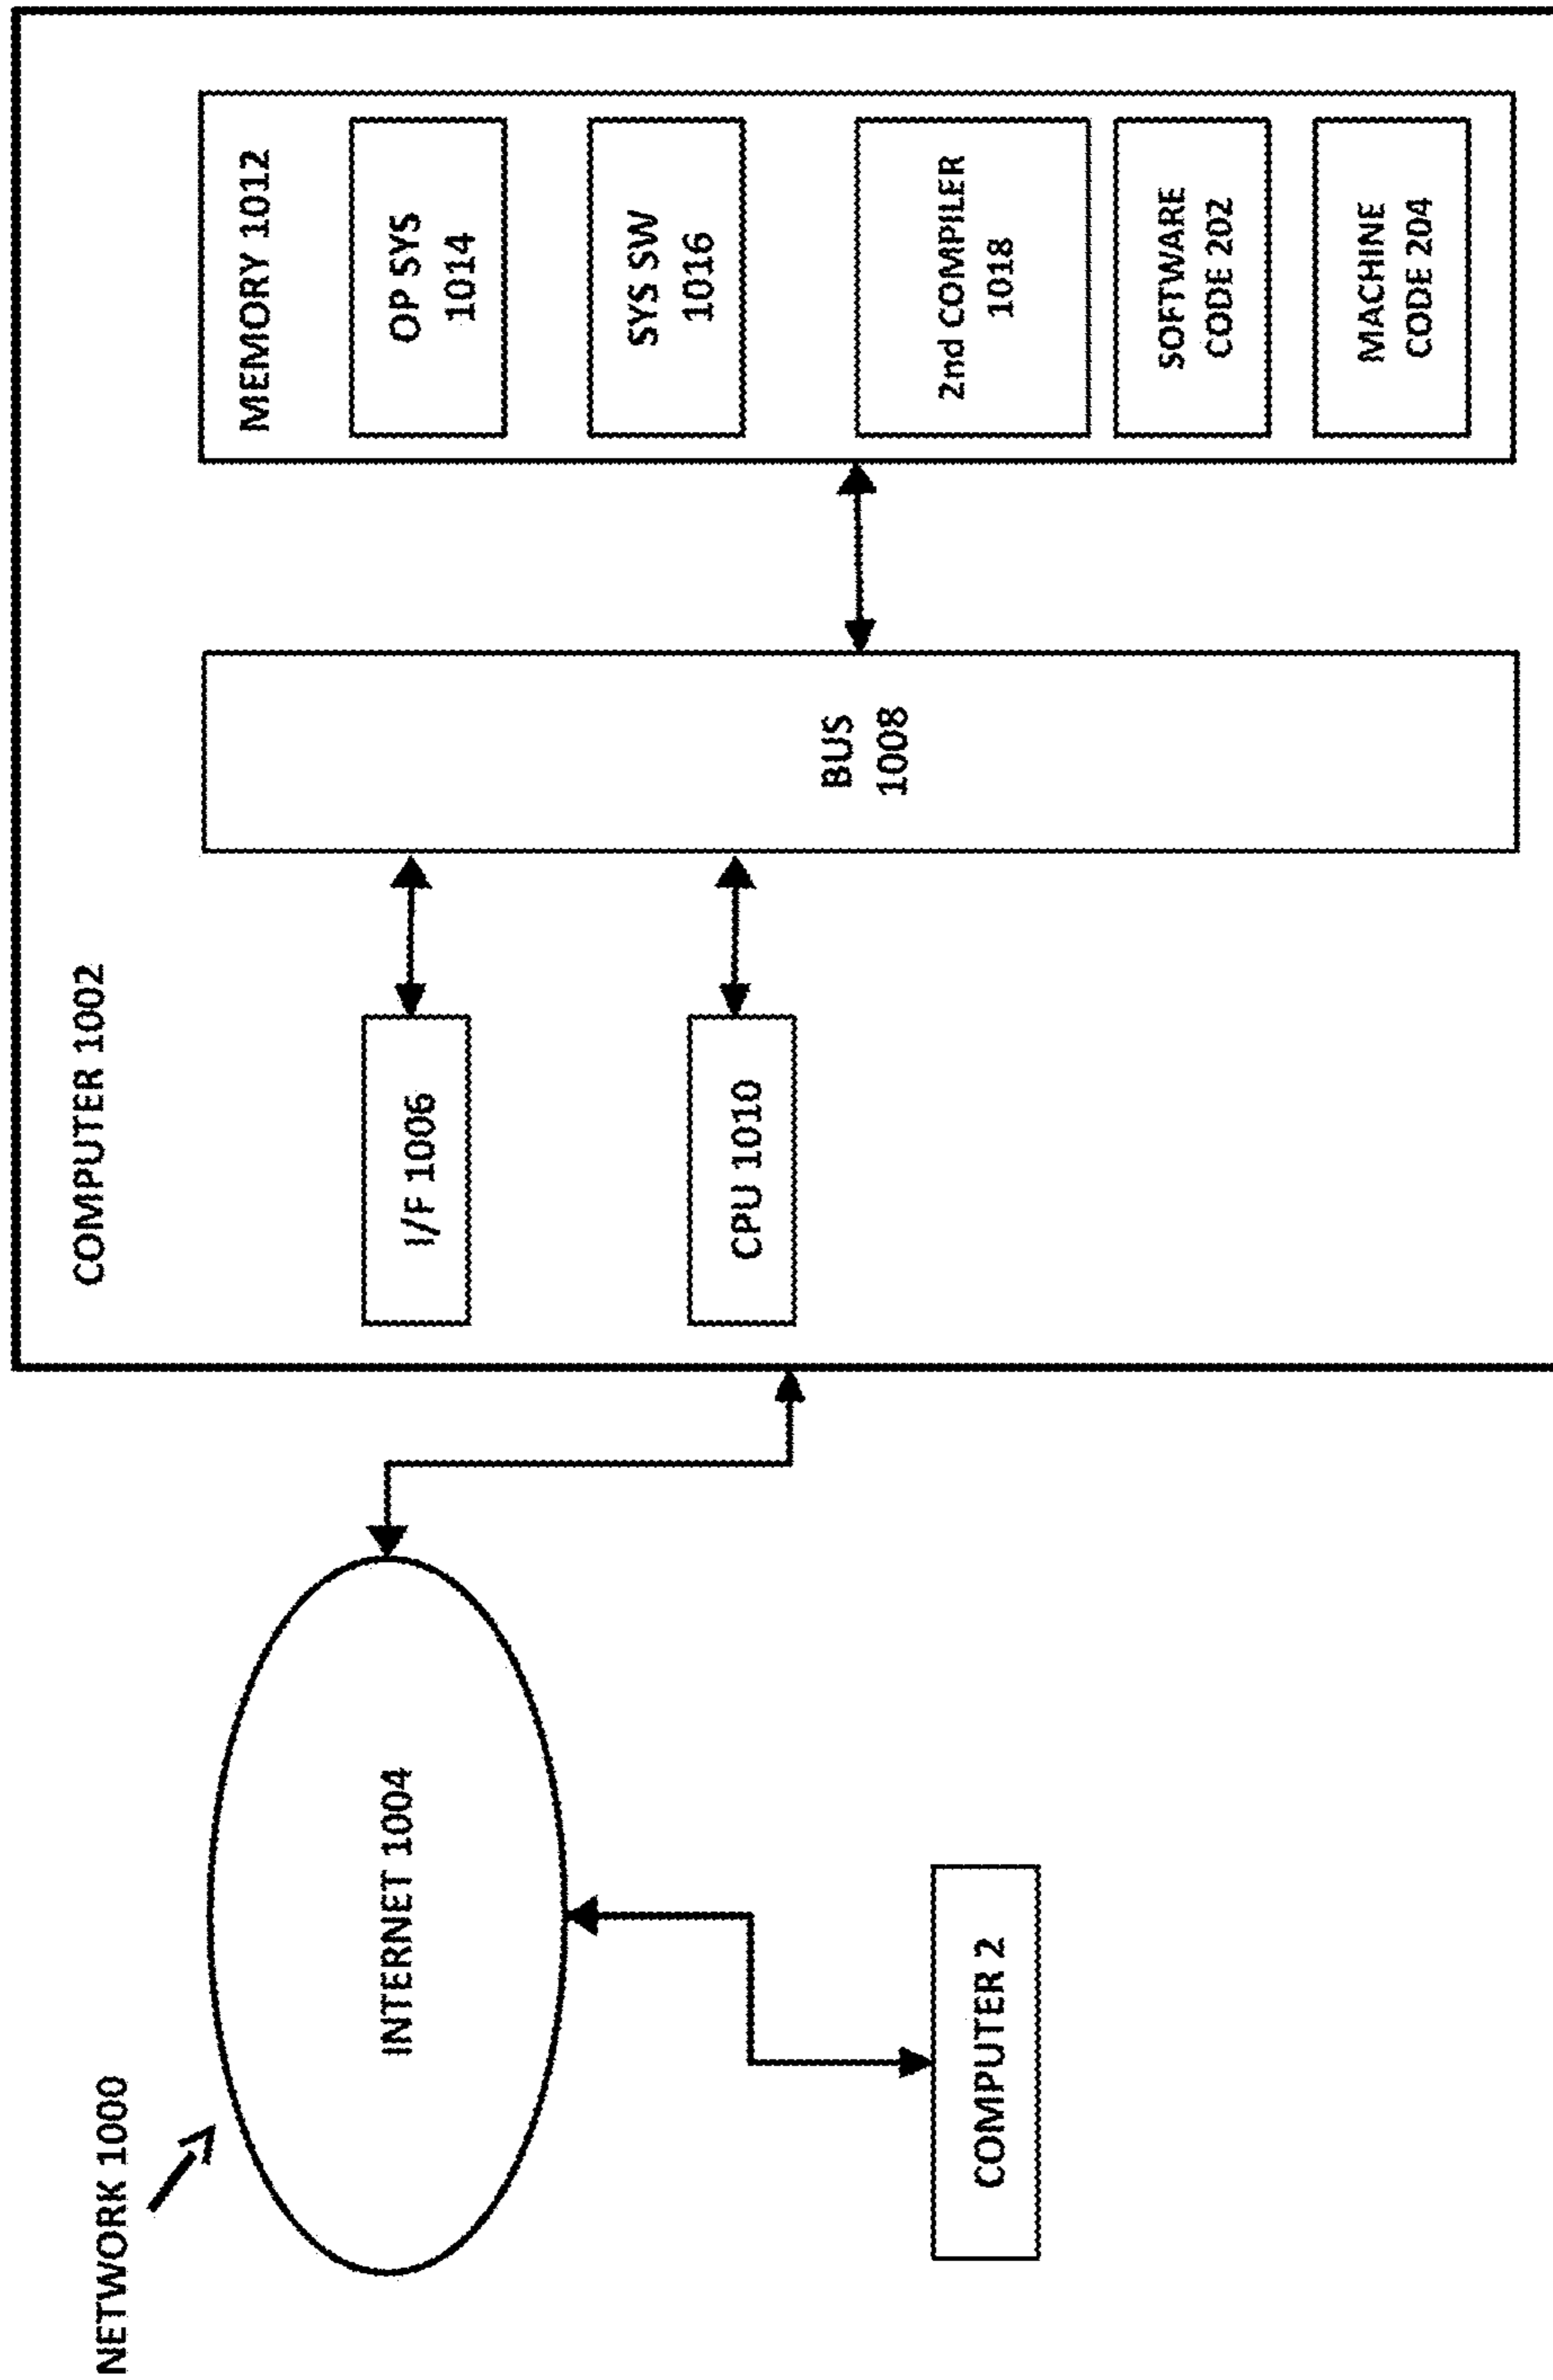 NETWORK 1000
INTERNET 1004
COMPUTER 2
COMPUTER 1002
I/F 1006
CPU 1010
BUS
1008
MEMORY 1012
OP SYS
1014
SYS SW
1016
2nd COMPILER
1018
SOFTWARE
CODE 202
MACHINE
CODE 204